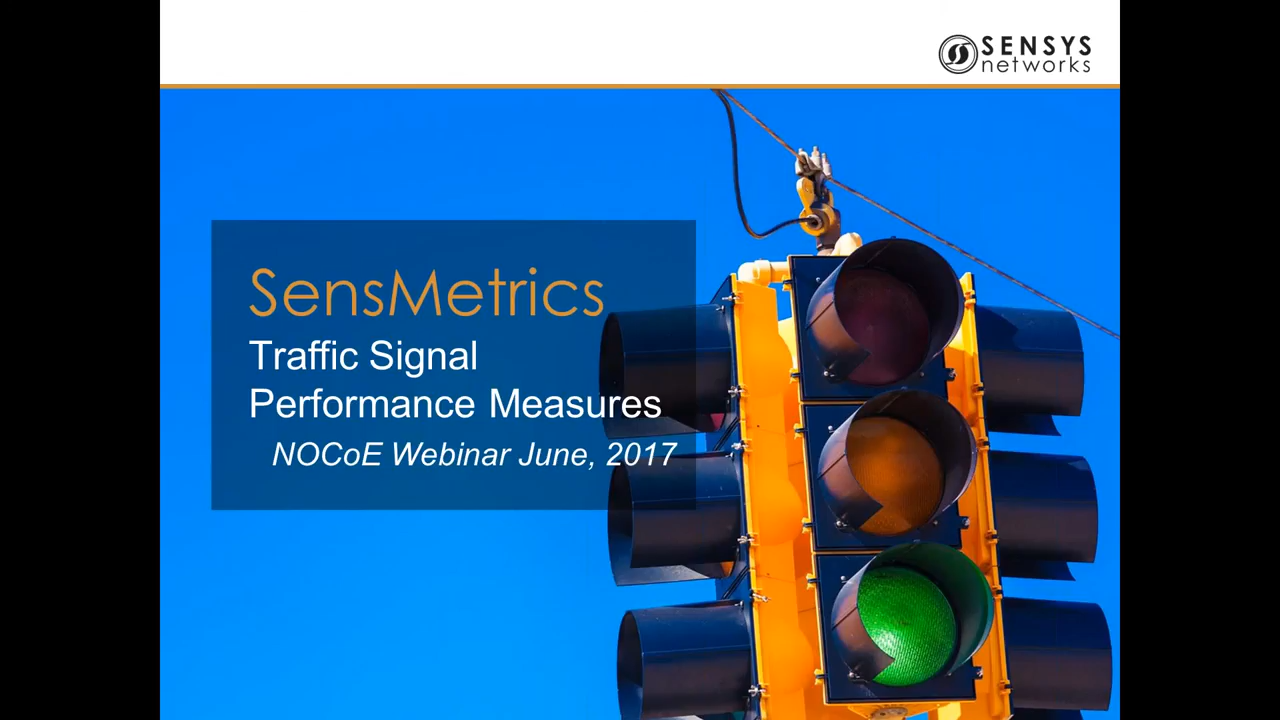 SENSYS
networks
SensMetrics
Traffic Signal
Performance Measures
NOCoE Webinar June, 2017